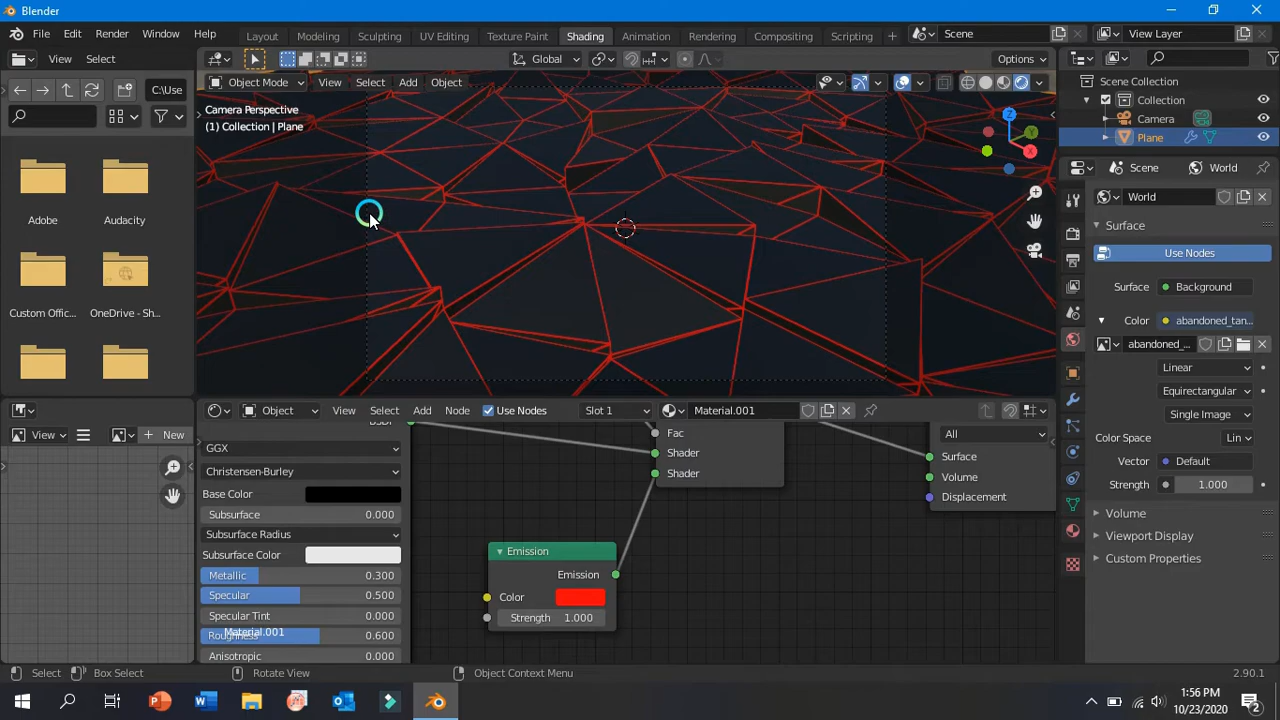 Blender
File Edit Render Window Help
Layout Modeling Sculpting UV Editing Texture Paint Shading Animation Rendering Compositing Scripting
Scene View Layer
View Select
Global
Options
C:\Use
Object Mode View Select Add Object
Camera Perspective
(1) Collection | Plane
Z
Y
X
Scene Collection
Collection
Camera
Plane
Scene World
World
Surface
Use Nodes
Surface Background
Color abandoned_tan...
abandoned_...
Linear
Equirectangular
Single Image
Color Space Lin
Vector Default
Strength 1.000
Volume
Viewport Display
Custom Properties
Adobe Audacity
Custom Offic... OneDrive - Sh...
View New
Object View Select Add Node Use Nodes Slot 1 Material.001
BSDF
GGX
Christensen-Burley
Base Color
Subsurface 0.000
Subsurface Radius
Subsurface Color
Metallic 0.300
Specular 0.500
Specular Tint 0.000
Roughness 0.600
Material.001
Anisotropic 0.000
Fac
Shader
Shader
Emission
Emission
Color
Strength 1.000
All
Surface
Volume
Displacement
Select Box Select Rotate View Object Context Menu 2.90.1
1:56 PM
10/23/2020
2